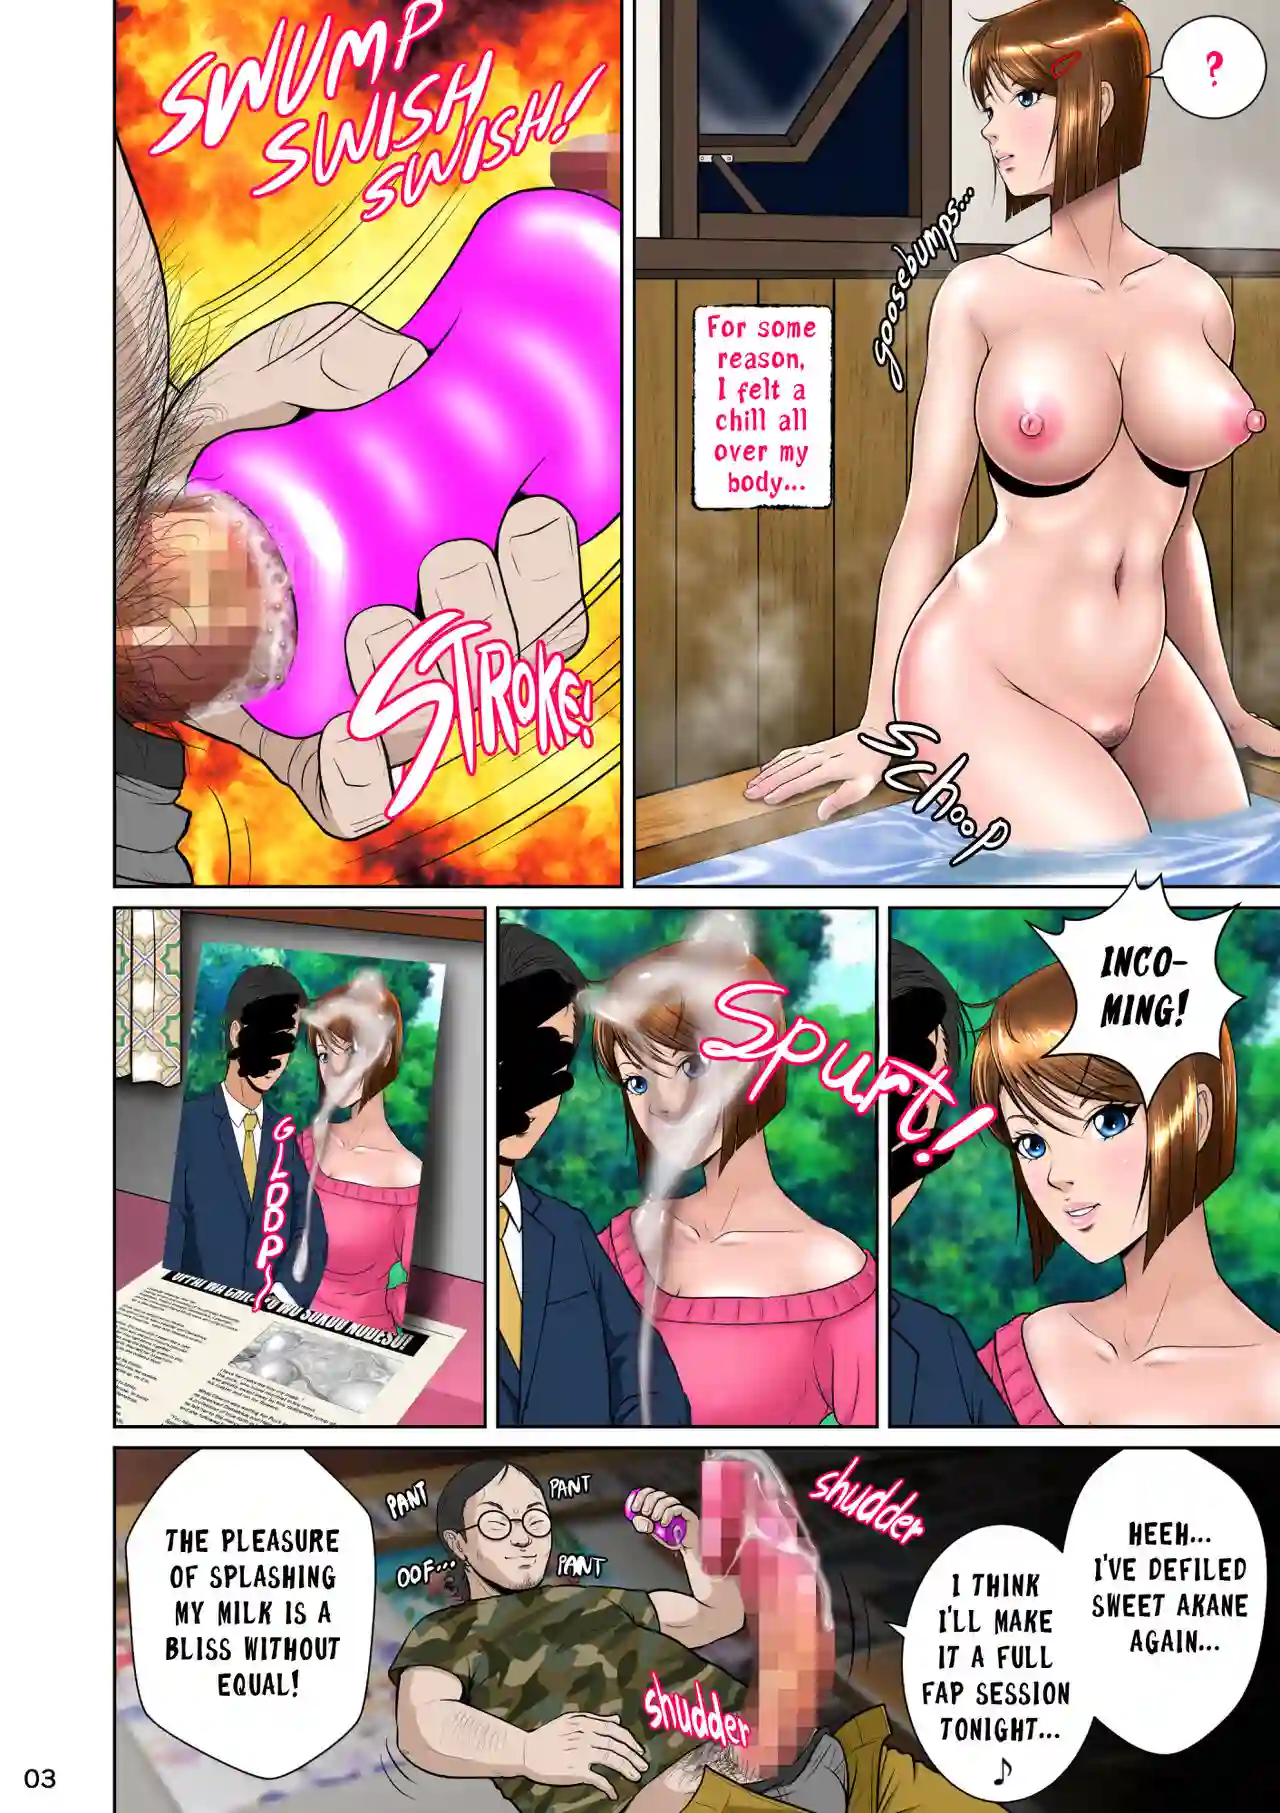 ?
goosebumps...
For some
reason,
I felt a
chill all
over my
body...
Schoop
SWUMP
SWISH
SWISH!
STROKE!
INCO-
MING!
Spurt!
GLDDP~
HEEH...
I'VE DEFILED
SWEET AKANE
AGAIN...
I THINK
I'LL MAKE
IT A FULL
FAP SESSION
TONIGHT...
♪
shudder
PANT
PANT
OOF...
PANT
shudder
THE PLEASURE
OF SPLASHING
MY MILK IS A
BLISS WITHOUT
EQUAL!
03